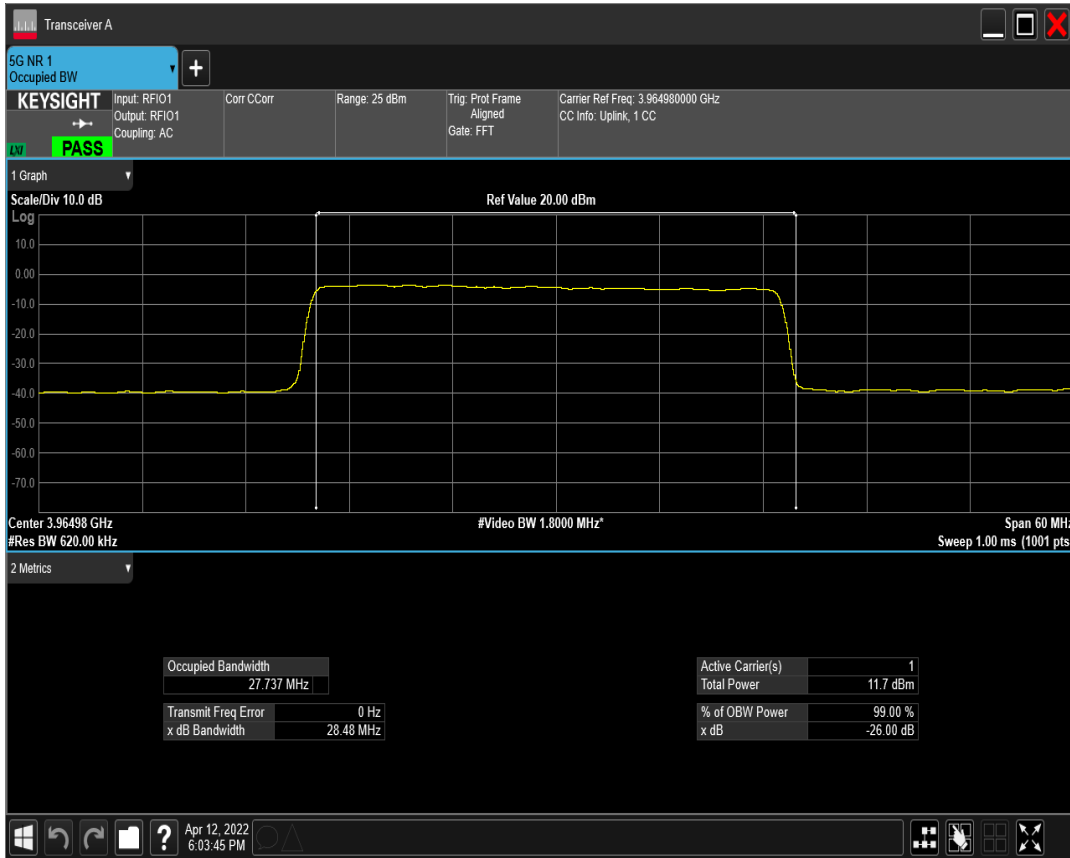 Transceiver A
5G NR 1
Occupied BW
KEYSIGHT
LXI
PASS
Input: RFIO1
Output: RFIO1
Coupling: AC
Corr CCorr
Range: 25 dBm
Trig: Prot Frame
Aligned
Gate: FFT
Carrier Ref Freq: 3.964980000 GHz
CC Info: Uplink, 1 CC
1 Graph
Scale/Div 10.0 dB
Ref Value 20.00 dBm
Log
10.0
0.00
-10.0
-20.0
-30.0
-40.0
-50.0
-60.0
-70.0
Center 3.96498 GHz
#Video BW 1.8000 MHz*
Span 60 MHz
#Res BW 620.00 kHz
Sweep 1.00 ms (1001 pts
2 Metrics
Occupied Bandwidth
27.737 MHz
Transmit Freq Error 0 Hz
x dB Bandwidth 28.48 MHz
Active Carrier(s) 1
Total Power 11.7 dBm
% of OBW Power 99.00 %
x dB -26.00 dB
?
Apr 12, 2022
6:03:45 PM